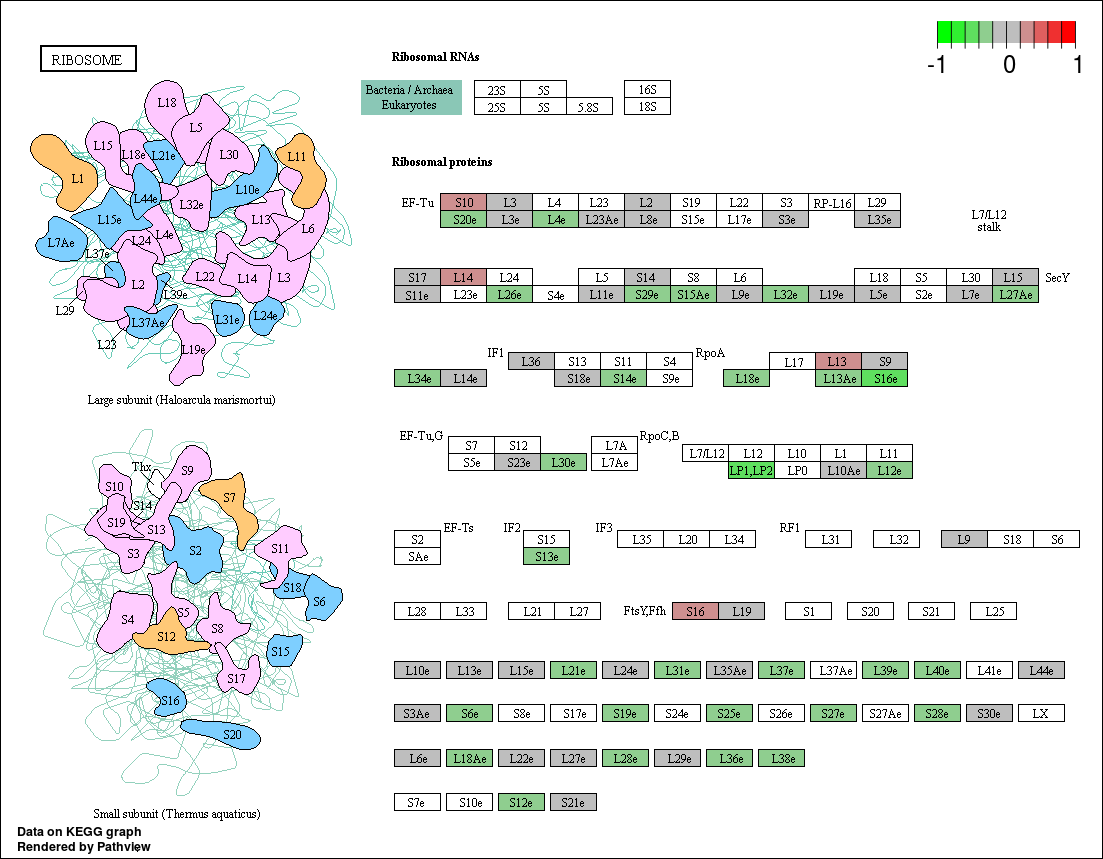 RIBOSOME
L18
L5
L15
L18e
L21e
L30
L11
L1
L44e
L10e
L32e
L15e
L13
L6
L7Ae
L24
L4e
L37e
L2
L22
L14
L3
L39e
L29
L37Ae
L31e
L24e
L23
L19e
Large subunit (Haloarcula marismortui)
Thx
S9
S10
S7
S14
S19
S13
S3
S2
S11
S18
S6
S4
S5
S12
S8
S15
S17
S16
S20
Small subunit (Thermus aquaticus)
Data on KEGG graph
Rendered by Pathview
-1 0 1
Ribosomal RNAs
Bacteria / Archaea 23S 5S 16S
Eukaryotes 25S 5S 5.8S 18S
Ribosomal proteins
EF-Tu S10 L3 L4 L23 L2 S19 L22 S3 RP-L16 L29
S20e L3e L4e L23Ae L8e S15e L17e S3e L35e
L7/L12
stalk
S17 L14 L24 L5 S14 S8 L6 L18 S5 L30 L15 SecY
S11e L23e L26e S4e L11e S29e S15Ae L9e L32e L19e L5e S2e L7e L27Ae
IF1 L36 S13 S11 S4 RpoA L17 L13 S9
L34e L14e S18e S14e S9e L18e L13Ae S16e
EF-Tu,G S7 S12 L7A RpoC,B L7/L12 L12 L10 L1 L11
S5e S23e L30e L7Ae LP1,LP2 LP0 L10Ae L12e
S2 EF-Ts IF2 S15 IF3 L35 L20 L34 RF1 L31 L32 L9 S18 S6
SAe S13e
L28 L33 L21 L27 FtsY,Ffh S16 L19 S1 S20 S21 L25
L10e L13e L15e L21e L24e L31e L35Ae L37e L37Ae L39e L40e L41e L44e
S3Ae S6e S8e S17e S19e S24e S25e S26e S27e S27Ae S28e S30e LX
L6e L18Ae L22e L27e L28e L29e L36e L38e
S7e S10e S12e S21e